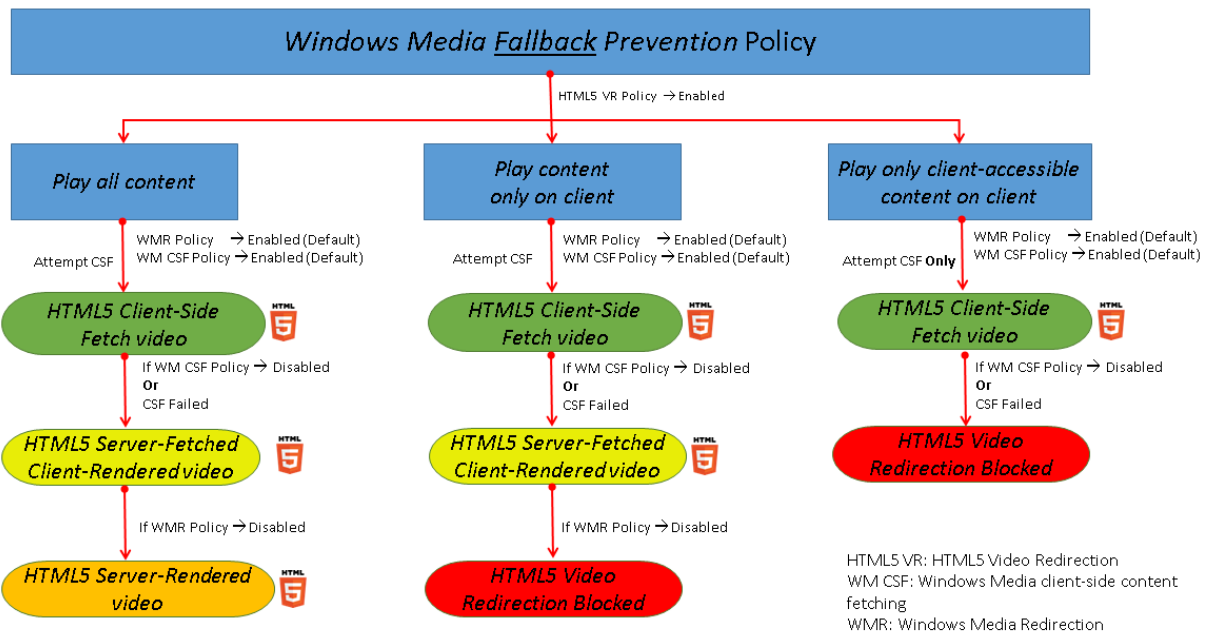 Windows Media Fallback Prevention Policy
HTML5 VR Policy → Enabled
Play all content
WMR Policy → Enabled (Default)
WM CSF Policy → Enabled (Default)
Attempt CSF
HTML5 Client-Side
Fetch video
HTML
5
If WM CSF Policy → Disabled
Or
CSF Failed
HTML5 Server-Fetched
Client-Rendered video
HTML
5
If WMR Policy → Disabled
HTML5 Server-Rendered
video
HTML
5
Play content
only on client
WMR Policy → Enabled (Default)
WM CSF Policy → Enabled (Default)
Attempt CSF
HTML5 Client-Side
Fetch video
HTML
5
If WM CSF Policy → Disabled
Or
CSF Failed
HTML5 Server-Fetched
Client-Rendered video
HTML
5
If WMR Policy → Disabled
HTML5 Video
Redirection Blocked
Play only client-accessible
content on client
WMR Policy → Enabled (Default)
WM CSF Policy → Enabled (Default)
Attempt CSF Only
HTML5 Client-Side
Fetch video
HTML
5
If WM CSF Policy → Disabled
Or
CSF Failed
HTML5 Video
Redirection Blocked
HTML5 VR: HTML5 Video Redirection
WM CSF: Windows Media client-side content
fetching
WMR: Windows Media Redirection